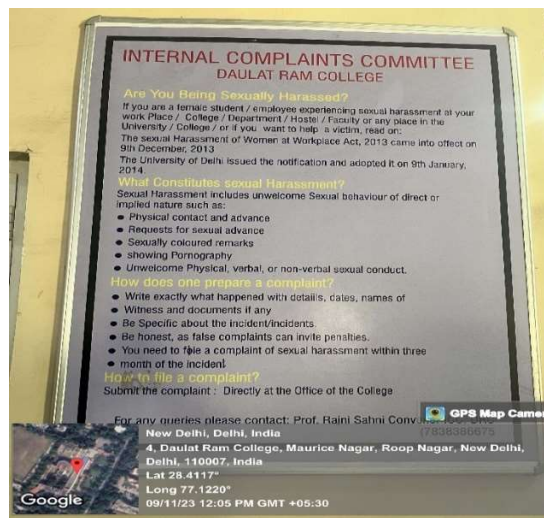 INTERNAL COMPLAINTS COMMITTEE
DAULAT RAM COLLEGE
Are You Being Sexually Harassed?
If you are a female student / employee experiencing sexual harassment at your
work Place / College / Department / Hostel / Faculty or any place in the
University / College / or if you want to help a victim, read on:
The sexual Harassment of Women at Workplace Act, 2013 came into effect on
9th December, 2013
The University of Delhi issued the notification and adopted it on 9th January,
2014.
What Constitutes sexual Harassment?
Sexual Harassment includes unwelcome Sexual behaviour of direct or
implied nature such as:
● Physical contact and advance
● Requests for sexual advance
● Sexually coloured remarks
● showing Pornography
● Unwelcome Physical, verbal, or non-verbal sexual conduct.
How does one prepare a complaint?
● Write exactly what happened with details, dates, names of
● Witness and documents if any
● Be Specific about the incident/incidents
● Be honest, as false complaints can invite penalties.
● You need to file a complaint of sexual harassment within three
● month of the incident
How to file a complaint?
Submit the complaint : Directly at the Office of the College
For any queries please contact: Prof. Rajni Sahni
(7838386675
GPS Map Camer
New Delhi, Delhi, India
4, Daulat Ram College, Maurice Nagar, Roop Nagar, New Delhi,
Delhi, 110007, India
Lat 28.4117°
Long 77.1220°
09/11/23 12:05 PM GMT +05:30
Google